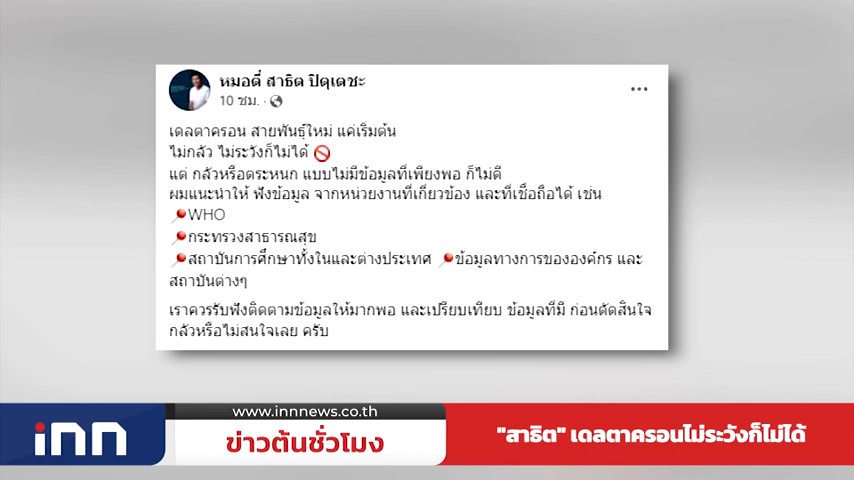 หมอตี๋ สาธิต ปิตุเตชะ
10 ชม.
เดลตาครอน สายพันธุ์ใหม่ แค่เริ่มต้น
ไม่กลัว ไม่ระวังก็ไม่ได้
แต่ กลัวหรือตระหนก แบบไม่มีข้อมูลที่เพียงพอ ก็ไม่ดี
ผมแนะนำให้ ฟังข้อมูล จากหน่วยงานที่เกี่ยวข้อง และที่เชื่อถือได้ เช่น
WHO
กระทรวงสาธารณสุข
สถาบันการศึกษาทั้งในและต่างประเทศ ข้อมูลทางการขององค์กร และ
สถาบันต่างๆ
เราควรรับฟังติดตามข้อมูลให้มากพอ และเปรียบเทียบ ข้อมูลที่มี ก่อนตัดสินใจ
กลัวหรือไม่สนใจเลย ครับ
inn
www.innnews.co.th
ข่าวต้นชั่วโมง
"สาธิต" เดลตาครอนไม่ระวังก็ไม่ได้